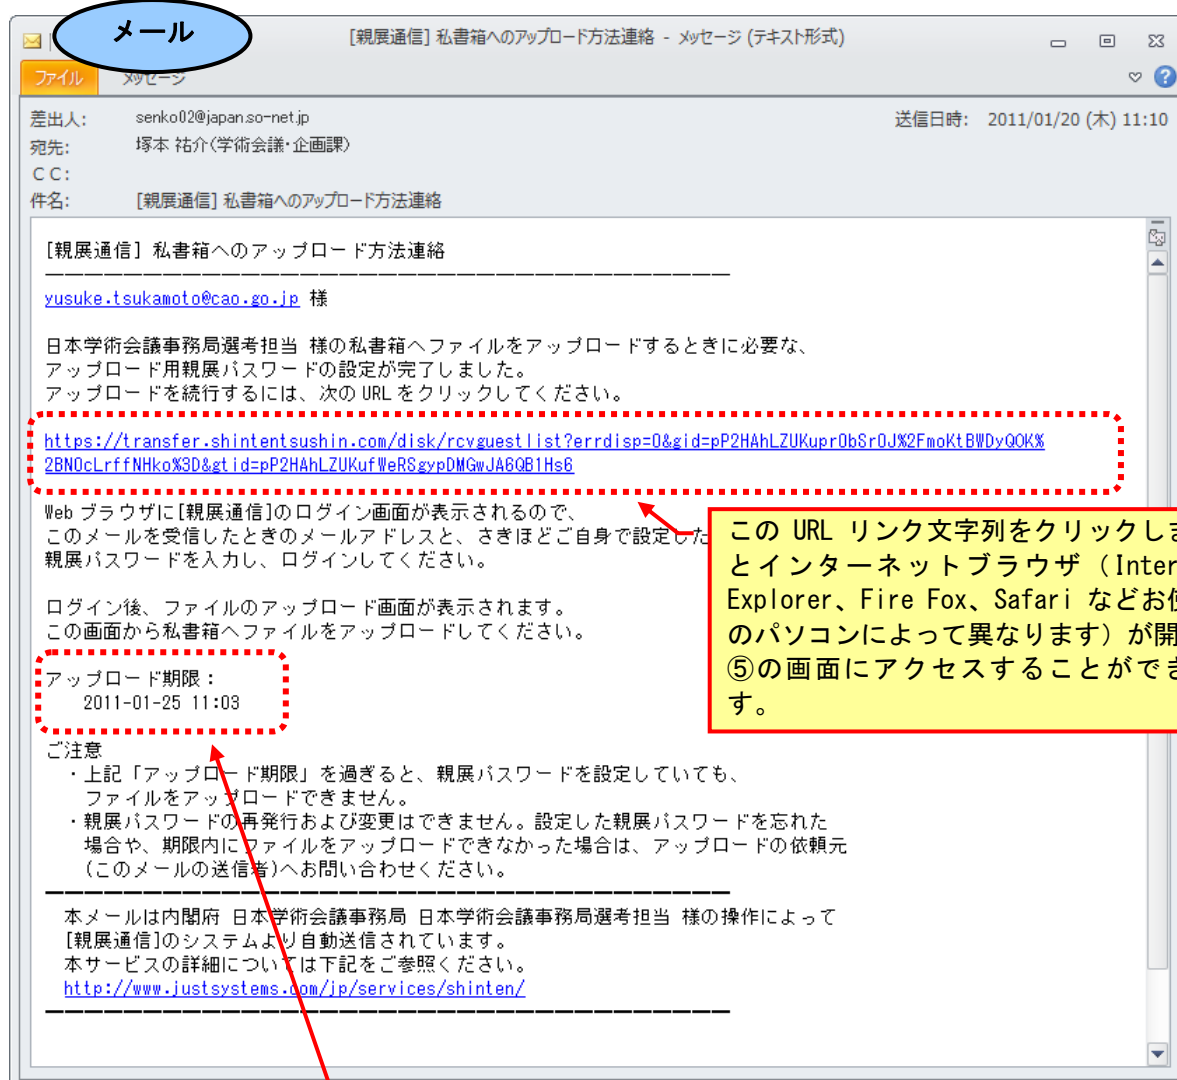 メール
[親展通信] 私書箱へのアップロード方法連絡 - メッセージ (テキスト形式)
ファイル
メッセージ
差出人: senko02@japan.so-net.jp
送信日時: 2011/01/20 (木) 11:10
宛先: 塚本 祐介(学術会議・企画課)
CC:
件名: [親展通信] 私書箱へのアップロード方法連絡
[親展通信] 私書箱へのアップロード方法連絡
yusuke.tsukamoto@cao.go.jp 様
日本学術会議事務局選考担当 様の私書箱へファイルをアップロードするときに必要な、
アップロード用親展パスワードの設定が完了しました。
アップロードを続行するには、次のURLをクリックしてください。
https://transfer.shintentsushin.com/disk/rcvguestlist?errdisp=0&gid=pP2HAhLZUKuprObSrOJ%2FmoKtBWDyQOK%
2BNOcLrffNHko%3D&gtid=pP2HAhLZUKufWeRSgypDMGwJA6QB1Hs6
Web ブラウザに[親展通信]のログイン画面が表示されるので、
このメールを受信したときのメールアドレスと、さきほどご自身で設定した
親展パスワードを入力し、ログインしてください。
この URL リンク文字列をクリックしま
とインターネットブラウザ(Inter
Explorer、Fire Fox、Safari などお使
のパソコンによって異なります)が開
⑤の画面にアクセスすることができ
す。
ログイン後、ファイルのアップロード画面が表示されます。
この画面から私書箱へファイルをアップロードしてください。
アップロード期限:
2011-01-25 11:03
ご注意
・上記「アップロード期限」を過ぎると、親展パスワードを設定していても、
ファイルをアップロードできません。
・親展パスワードの再発行および変更はできません。設定した親展パスワードを忘れた
場合や、期限内にファイルをアップロードできなかった場合は、アップロードの依頼元
(このメールの送信者)へお問い合わせください。
本メールは内閣府 日本学術会議事務局 日本学術会議事務局選考担当 様の操作によって
[親展通信]のシステムより自動送信されています。
本サービスの詳細については下記をご参照ください。
http://www.justsystems.com/jp/services/shinten/